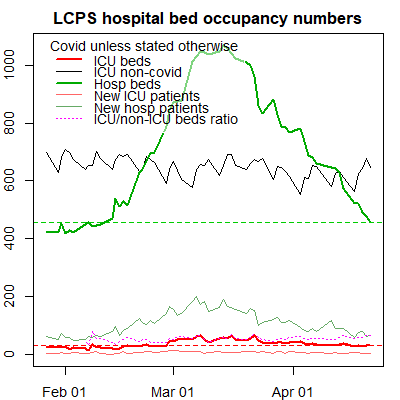 LCPS hospital bed occupancy numbers
Covid unless stated otherwise
ICU beds
ICU non-covid
Hosp beds
New ICU patients
New hosp patients
ICU/non-ICU beds ratio
1000
800
600
400
200
0
Feb 01 Mar 01 Apr 01